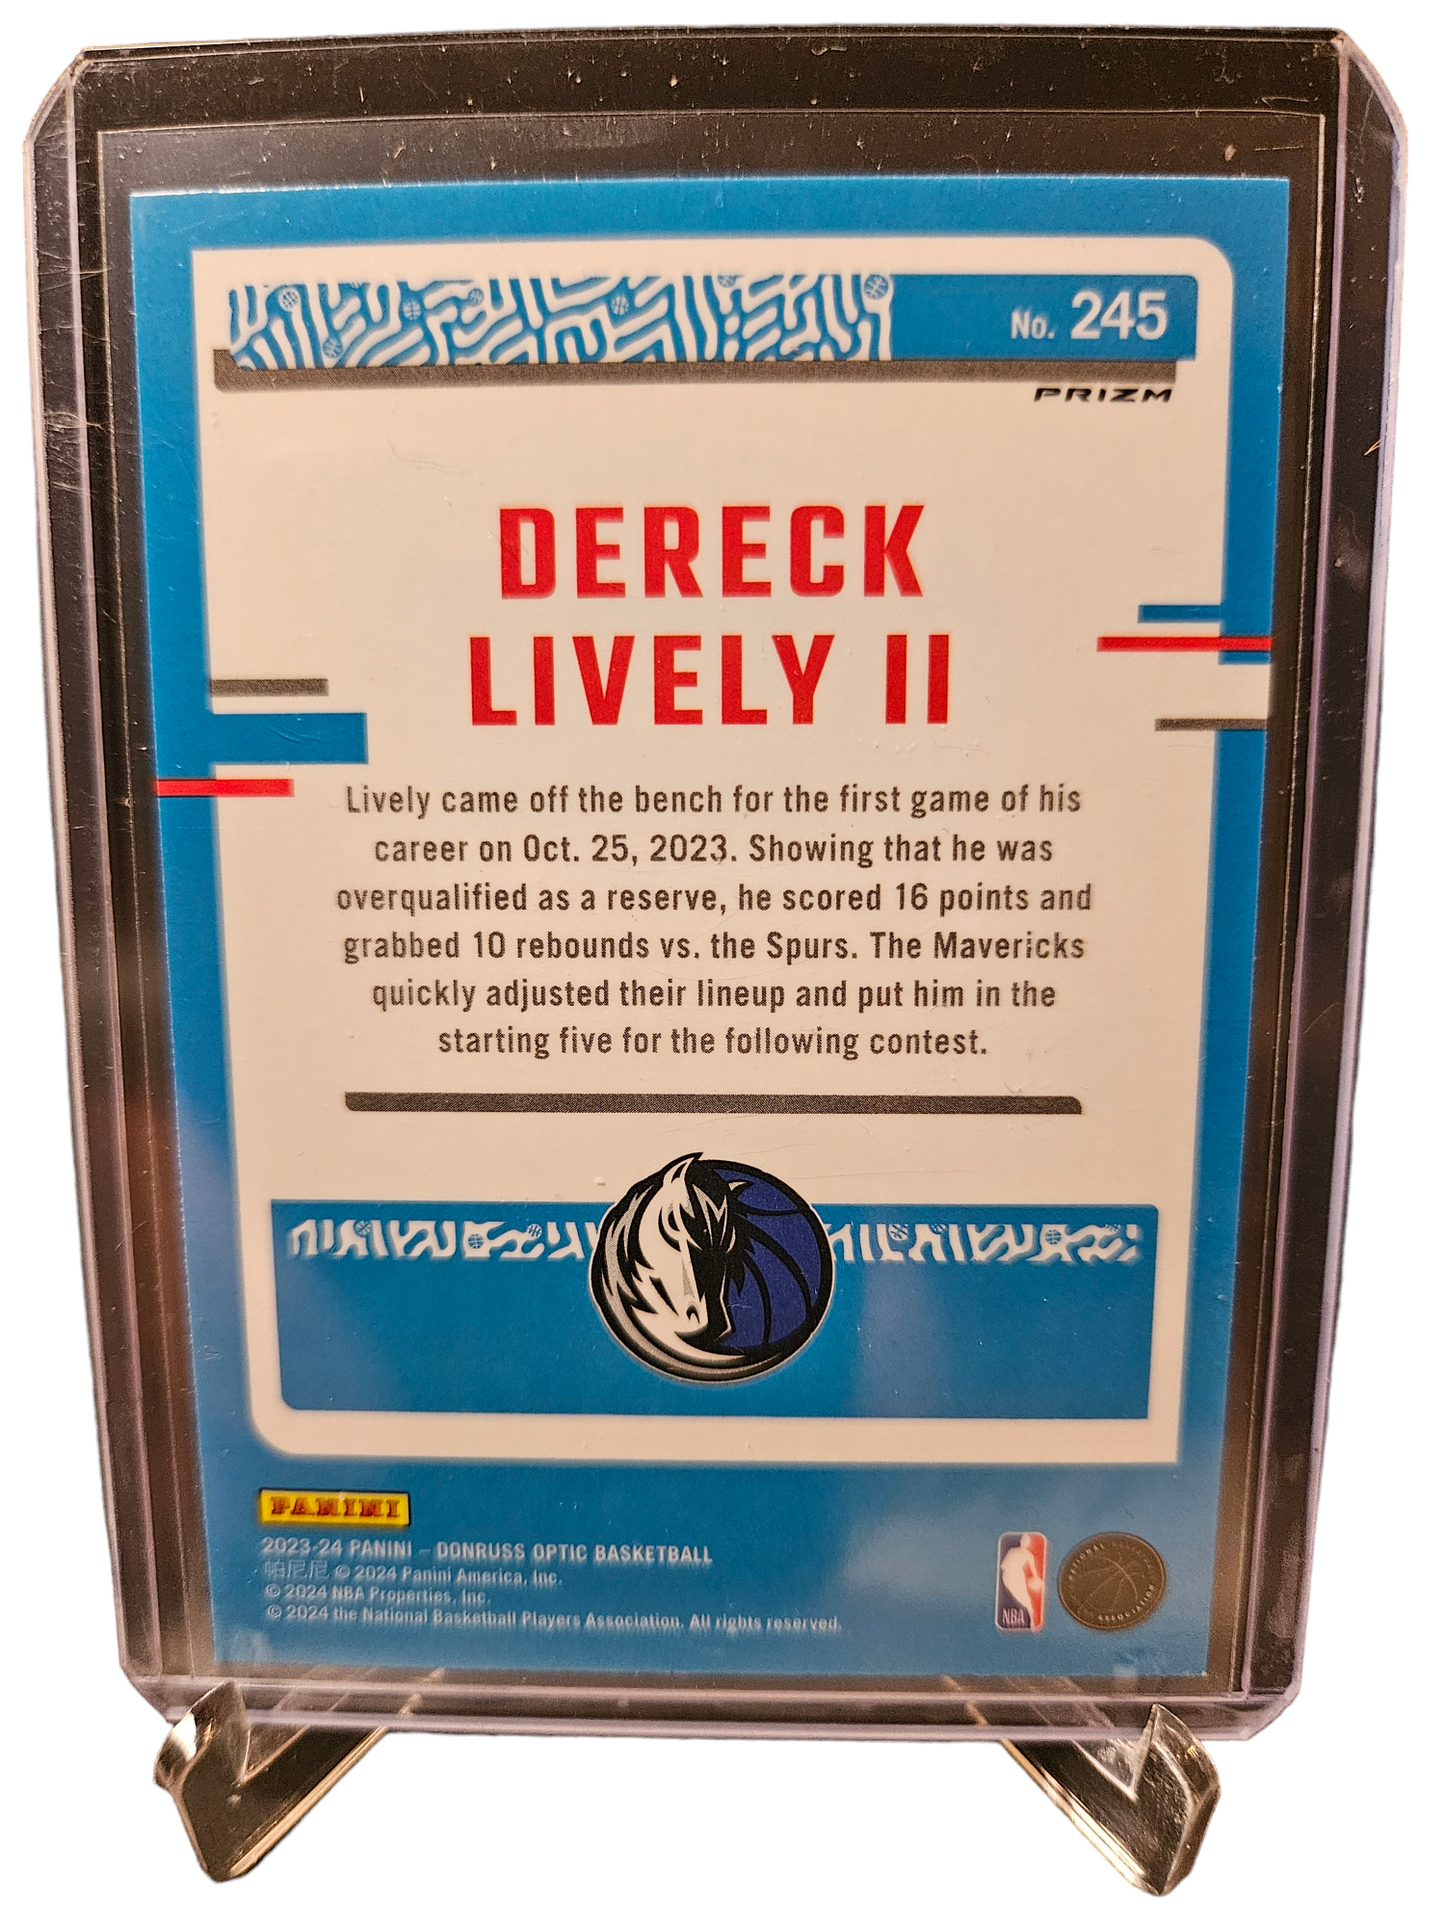 No. 245
PRIZM
DERECK
LIVELY II
Lively came off the bench for the first game of his
career on Oct. 25, 2023. Showing that he was
overqualified as a reserve, he scored 16 points and
grabbed 10 rebounds vs. the Spurs. The Mavericks
quickly adjusted their lineup and put him in the
starting five for the following contest.
PANINI
2023-24 PANINI – DONRUSS OPTIC BASKETBALL
帕尼尼 © 2024 Panini America, Inc.
© 2024 NBA Properties, Inc.
© 2024 the National Basketball Players Association. All rights reserved.
NBA
NATIONAL
ASSOCIATION